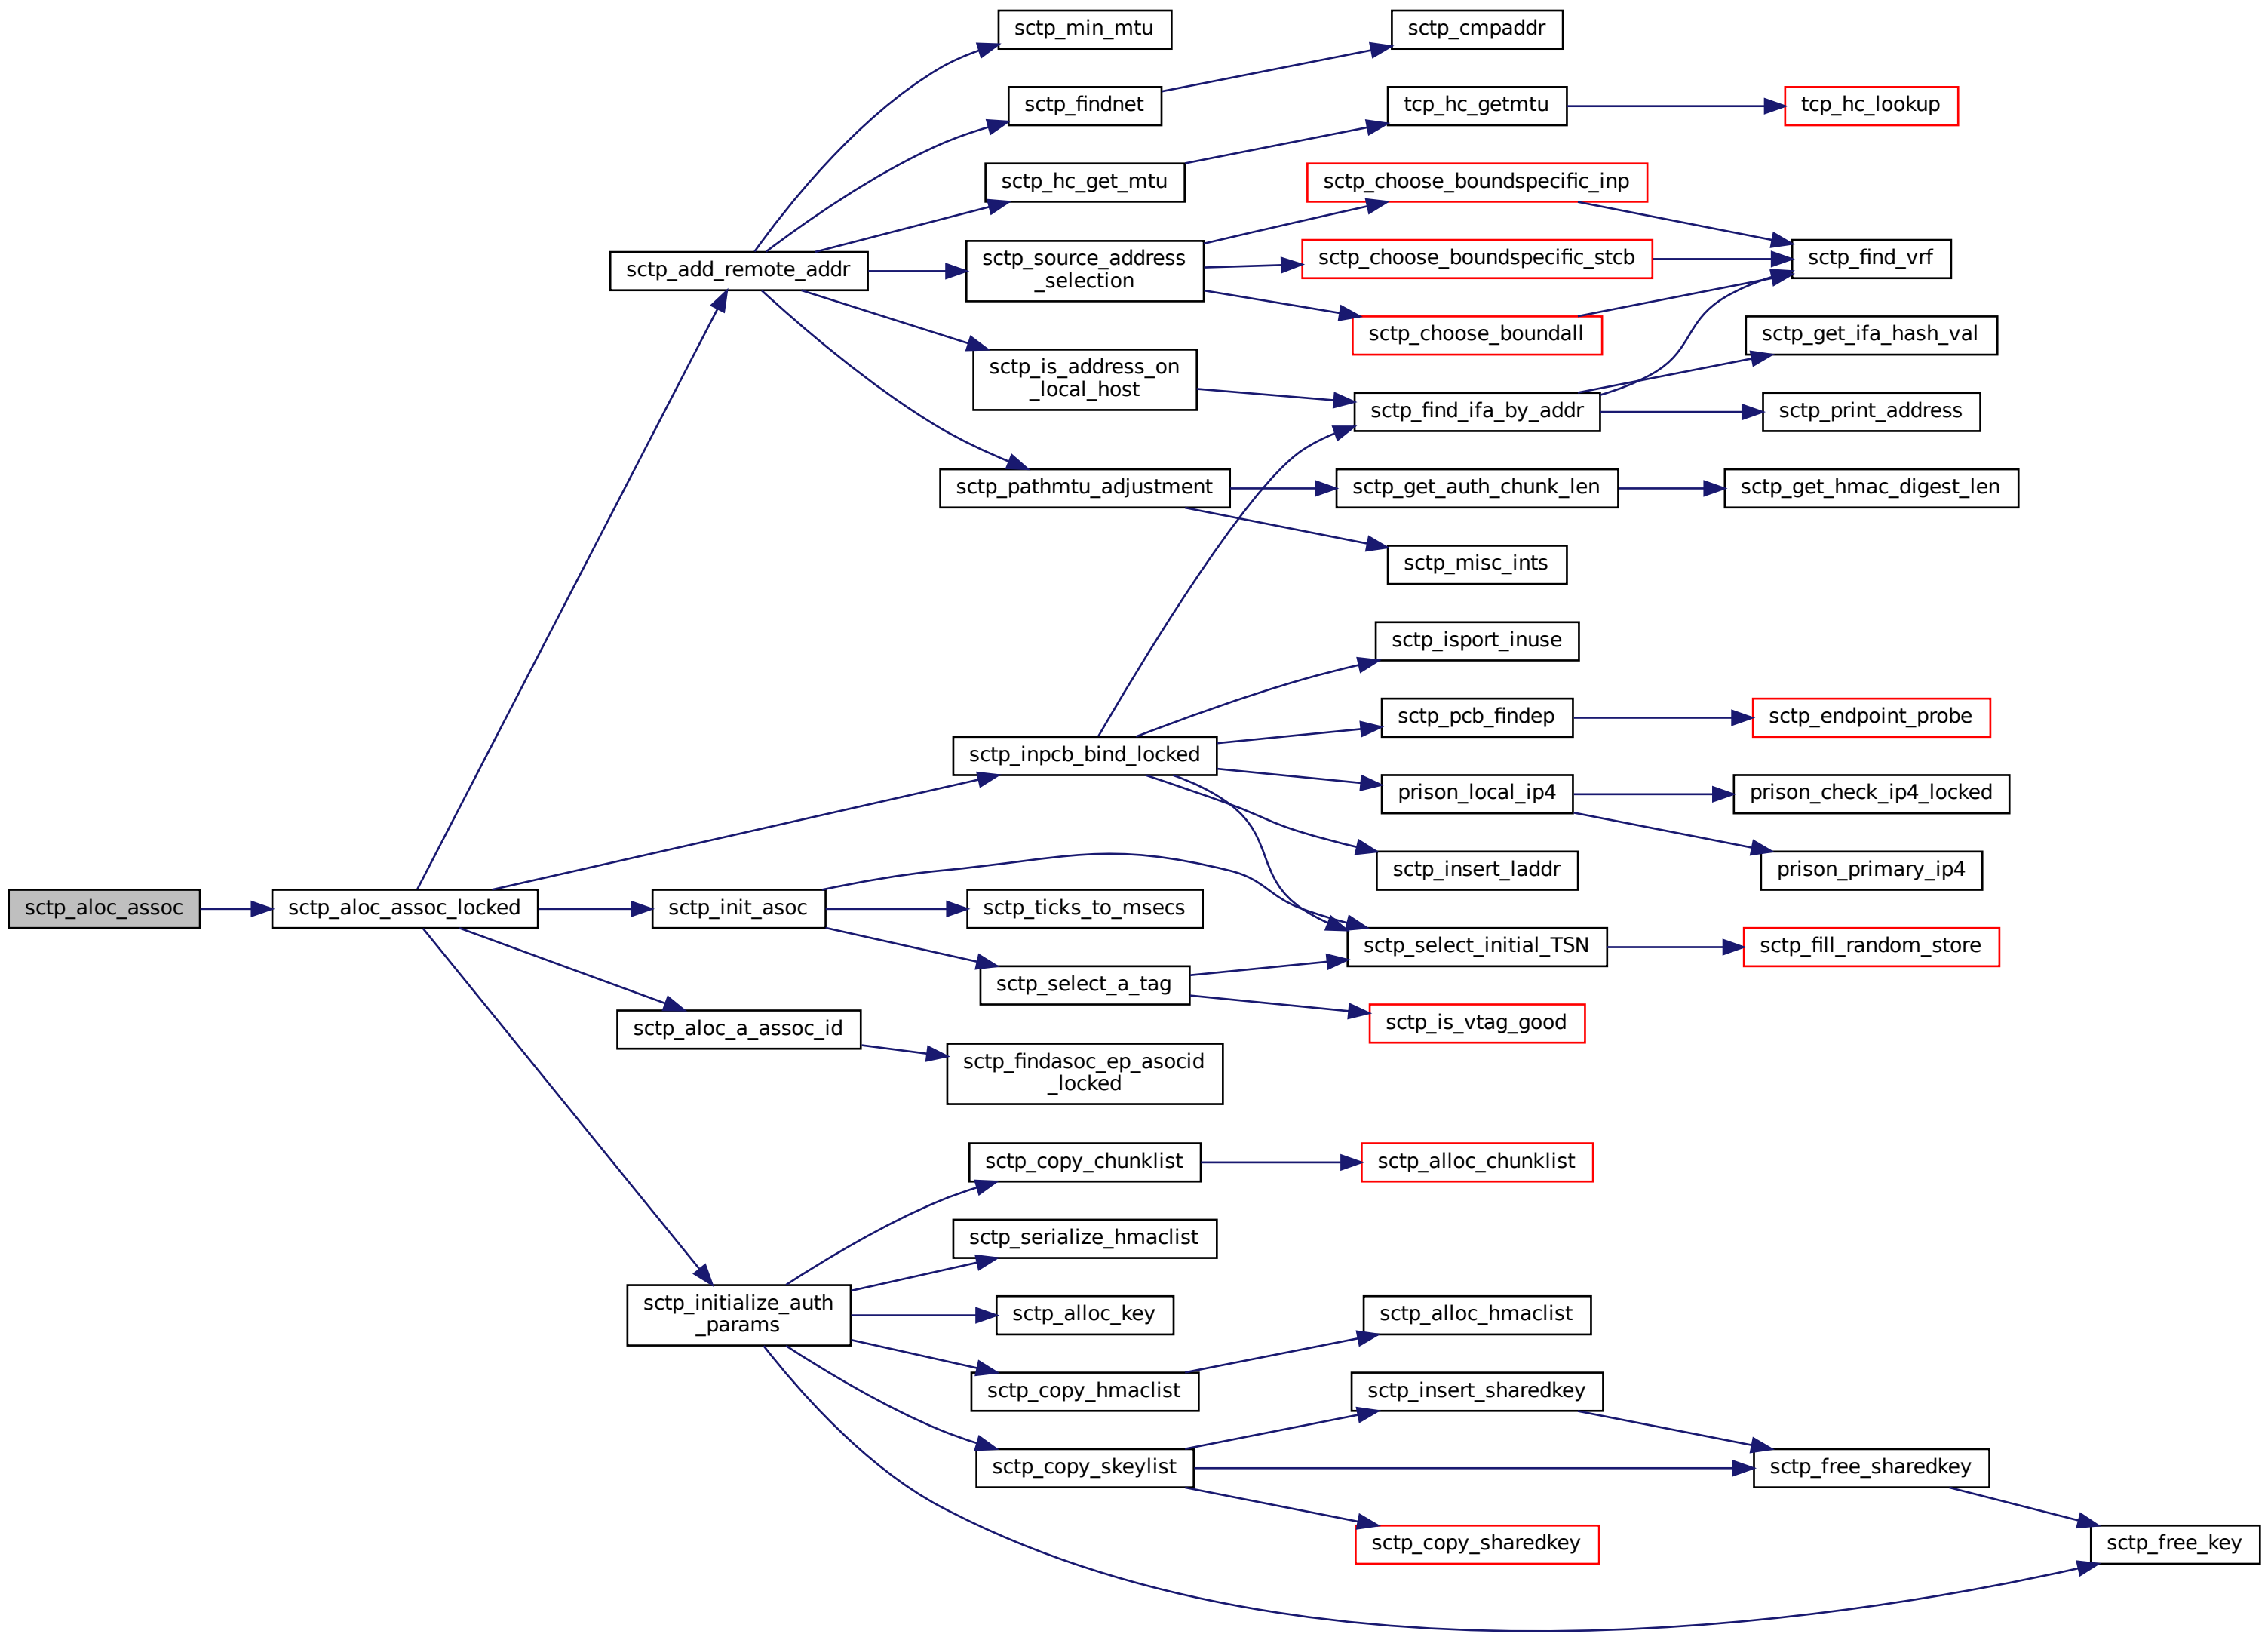 sctp_aloc_assoc
sctp_aloc_assoc_locked
sctp_add_remote_addr
sctp_inpcb_bind_locked
sctp_init_asoc
sctp_aloc_a_assoc_id
sctp_initialize_auth
_params
sctp_min_mtu
sctp_findnet
sctp_hc_get_mtu
sctp_source_address
_selection
sctp_is_address_on
_local_host
sctp_pathmtu_adjustment
sctp_ticks_to_msecs
sctp_select_a_tag
sctp_findasoc_ep_asocid
_locked
sctp_copy_chunklist
sctp_serialize_hmaclist
sctp_alloc_key
sctp_copy_hmaclist
sctp_copy_skeylist
sctp_cmpaddr
tcp_hc_getmtu
sctp_choose_boundspecific_inp
sctp_choose_boundspecific_stcb
sctp_choose_boundall
sctp_find_ifa_by_addr
sctp_get_auth_chunk_len
sctp_misc_ints
sctp_isport_inuse
sctp_pcb_findep
prison_local_ip4
sctp_insert_laddr
sctp_select_initial_TSN
sctp_is_vtag_good
sctp_alloc_chunklist
sctp_alloc_hmaclist
sctp_insert_sharedkey
sctp_copy_sharedkey
tcp_hc_lookup
sctp_find_vrf
sctp_get_ifa_hash_val
sctp_print_address
sctp_get_hmac_digest_len
sctp_endpoint_probe
prison_check_ip4_locked
prison_primary_ip4
sctp_fill_random_store
sctp_free_sharedkey
sctp_free_key